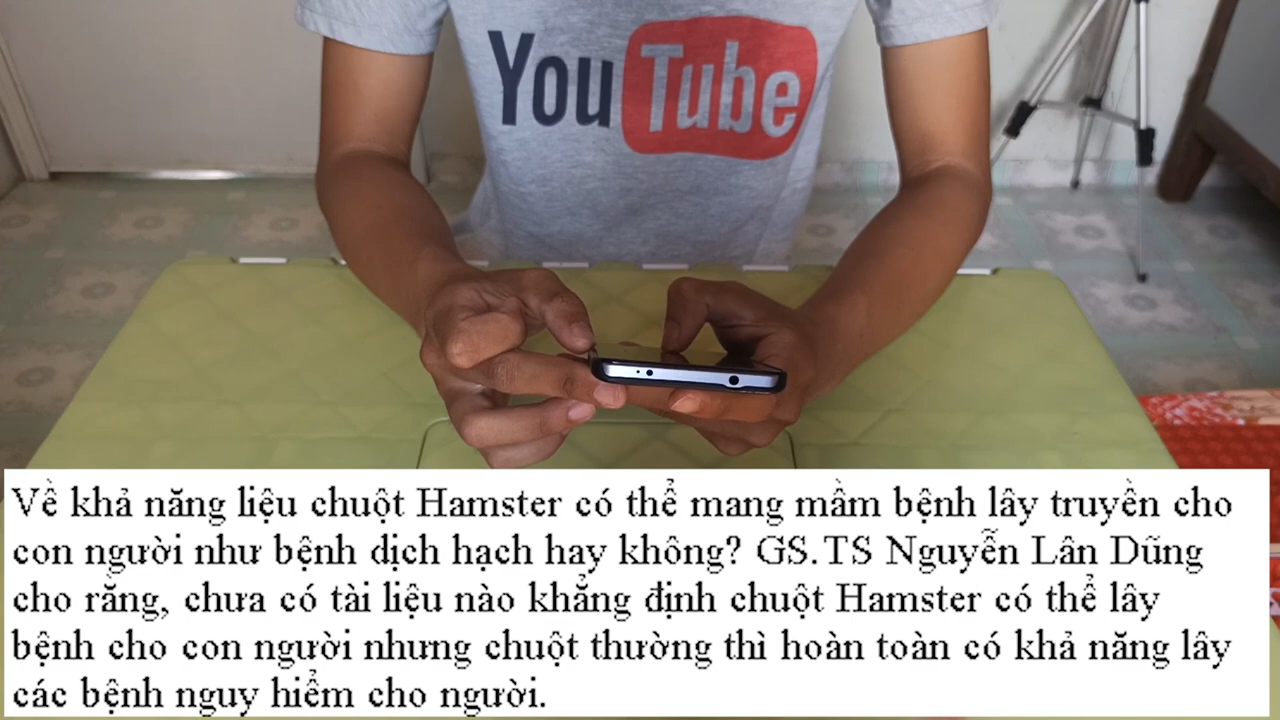 YouTube
Về khả năng liệu chuột Hamster có thể mang mầm bệnh lây truyền cho
con người như bệnh dịch hạch hay không? GS.TS Nguyễn Lân Dũng
cho rằng, chưa có tài liệu nào khẳng định chuột Hamster có thể lây
bệnh cho con người nhưng chuột thường thì hoàn toàn có khả năng lây
các bệnh nguy hiểm cho người.